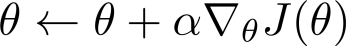 θ ← θ + α∇_θ J(θ)